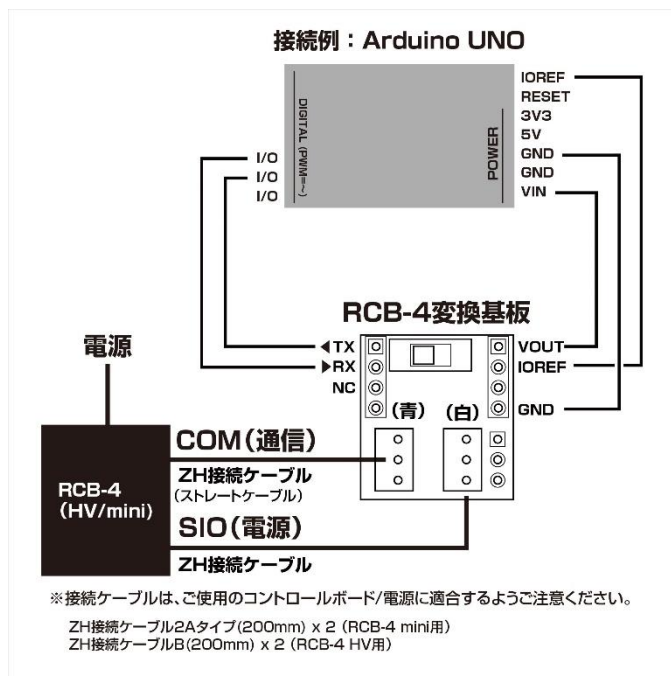 接続例：Arduino UNO
IOREF
RESET
3V3
5V
GND
GND
VIN
DIGITAL (PWM=~)
POWER
I/O
I/O
I/O
RCB-4変換基板
電源
◀TX
▶RX
NC
VOUT
IOREF
GND
(青)
(白)
COM(通信)
ZH接続ケーブル
(ストレートケーブル)
RCB-4
(HV/mini)
SIO(電源)
ZH接続ケーブル
※接続ケーブルは、ご使用のコントロールボード/電源に適合するようご注意ください。
ZH接続ケーブル2Aタイプ(200mm) x 2 (RCB-4 mini用)
ZH接続ケーブルB(200mm) x 2 (RCB-4 HV用)